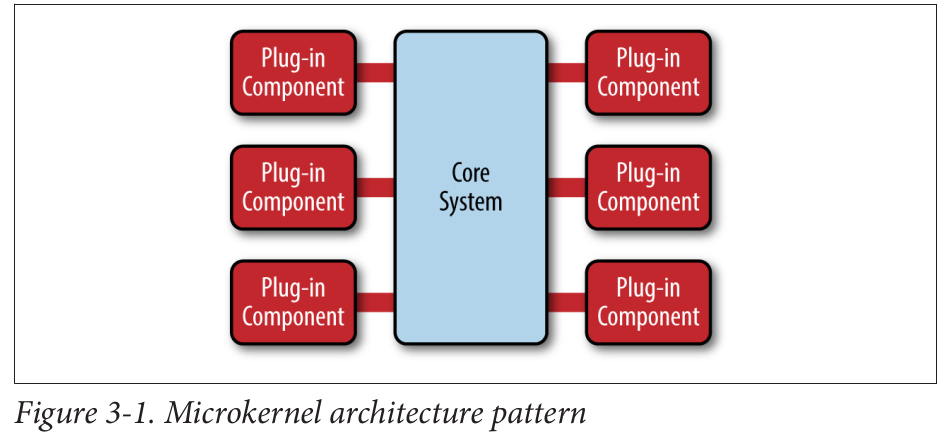 Plug-in
Component
Plug-in
Component
Plug-in
Component
Core
System
Plug-in
Component
Plug-in
Component
Plug-in
Component
Figure 3-1. Microkernel architecture pattern